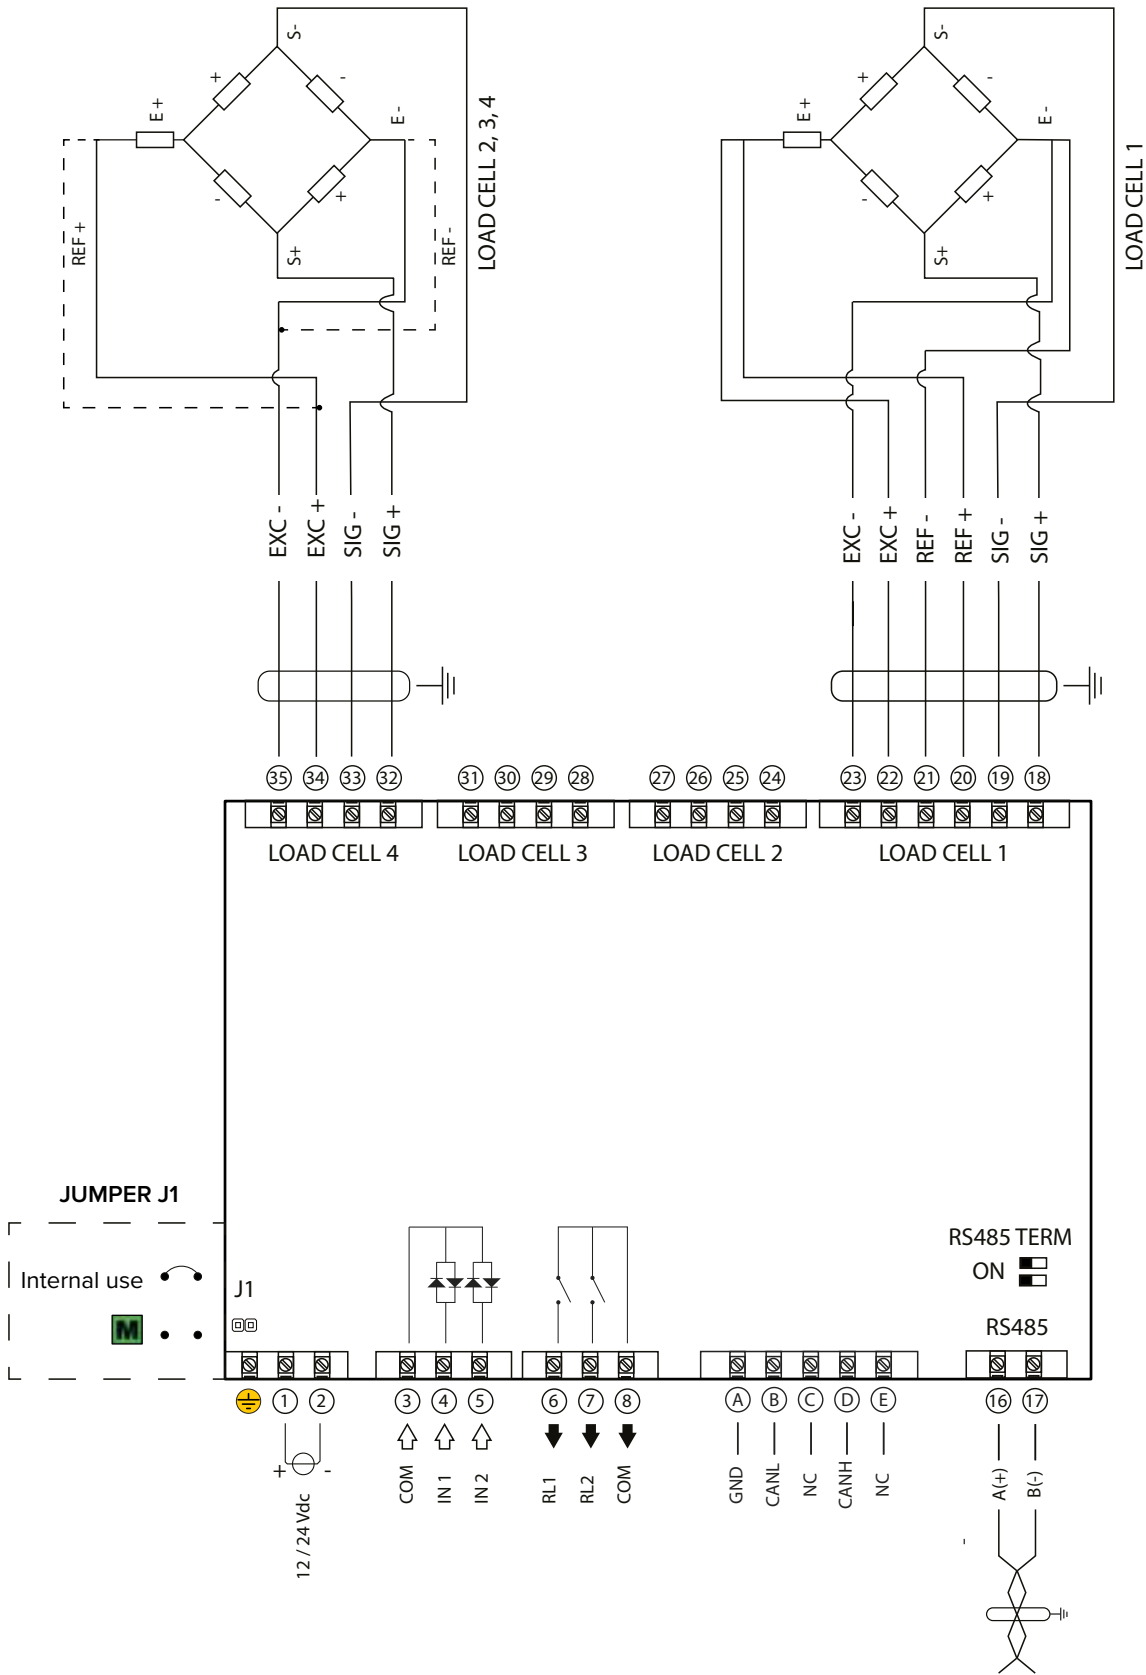 S-
+
-
E +
E -
-
+
REF +
S+
REF -
LOAD CELL 2, 3, 4
S-
+
-
E +
E -
-
+
S+
LOAD CELL 1
EXC -
EXC +
SIG -
SIG +
EXC -
EXC +
REF -
REF +
SIG -
SIG +
35 34 33 32 31 30 29 28 27 26 25 24 23 22 21 20 19 18
LOAD CELL 4 LOAD CELL 3 LOAD CELL 2 LOAD CELL 1
JUMPER J1
Internal use
M
J1
RS485 TERM
ON
RS485
1 2 3 4 5 6 7 8 A B C D E 16 17
+ -
12 / 24 Vdc
COM
IN 1
IN 2
RL1
RL2
COM
GND
CANL
NC
CANH
NC
A(+)
B(-)
-